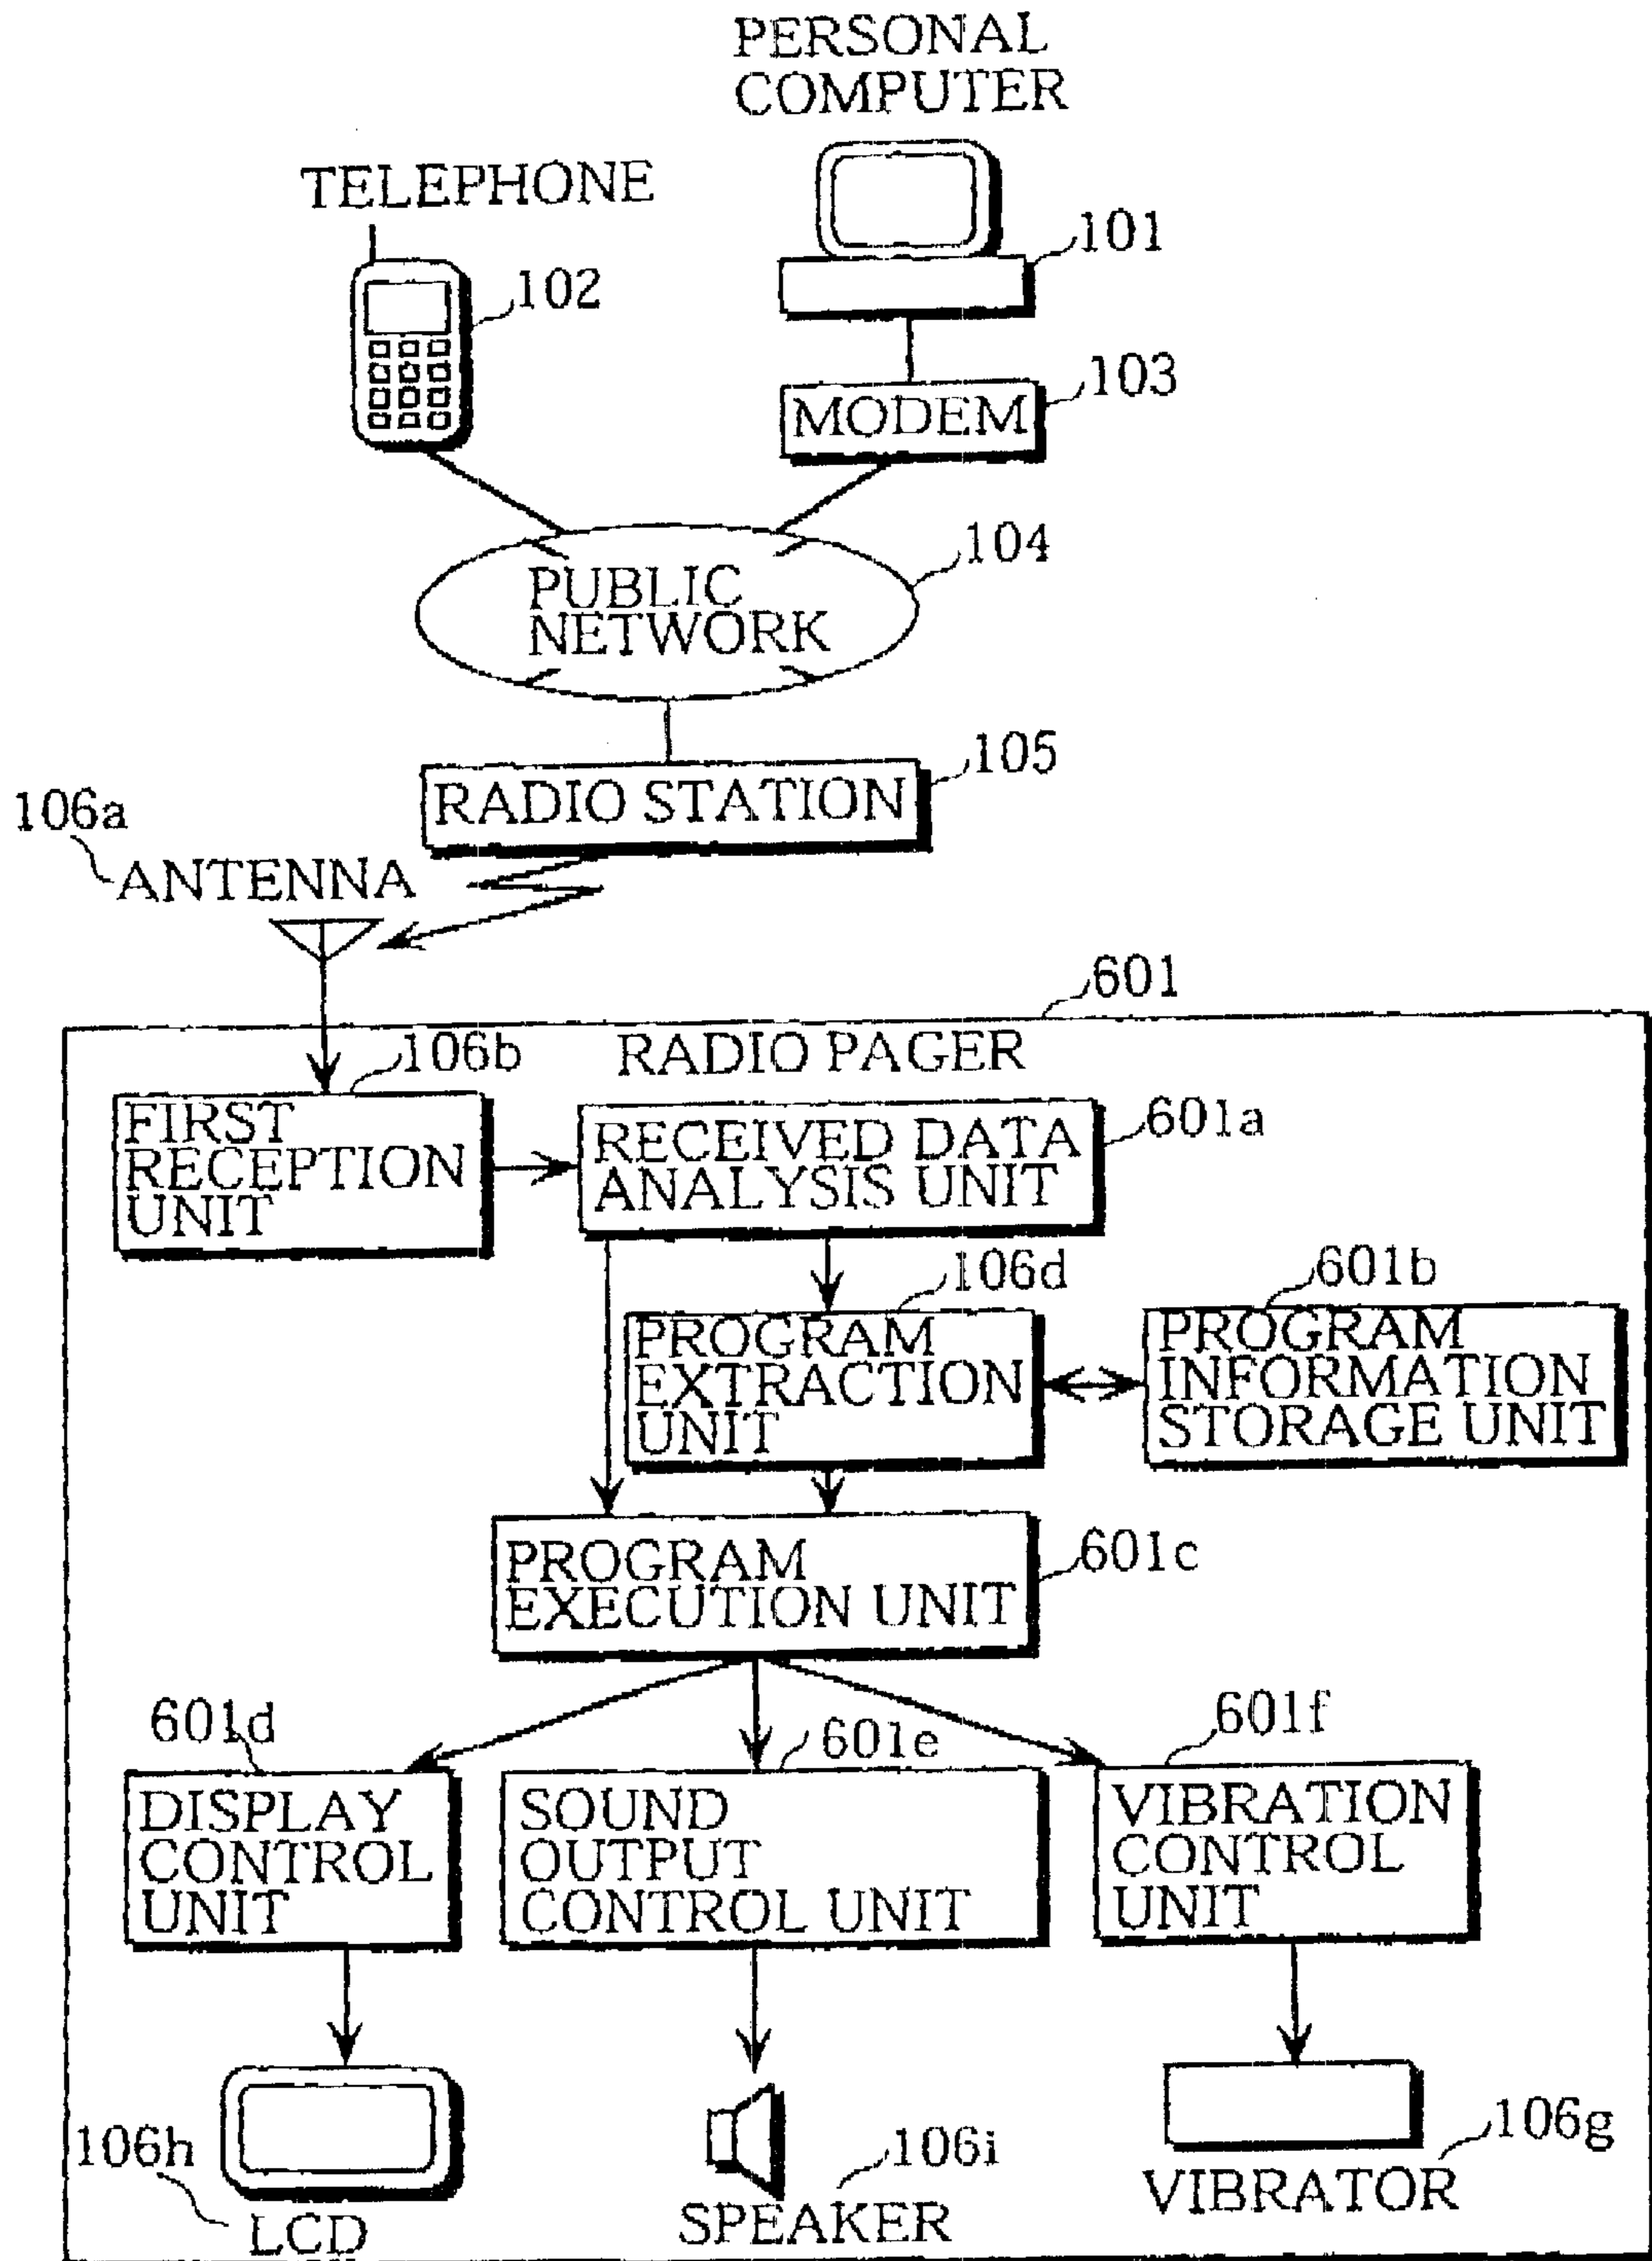 PERSONAL
COMPUTER
TELEPHONE
101
102
103
MODEM
104
PUBLIC
NETWORK
105
RADIO STATION
106a
ANTENNA
601
RADIO PAGER
106b
FIRST
RECEPTION
UNIT
RECEIVED DATA
ANALYSIS UNIT
601a
106d
601b
PROGRAM
EXTRACTION
UNIT
PROGRAM
INFORMATION
STORAGE UNIT
PROGRAM
EXECUTION UNIT
601c
601d
601e
601f
DISPLAY
CONTROL
UNIT
SOUND
OUTPUT
CONTROL UNIT
VIBRATION
CONTROL
UNIT
106h
LCD
106i
SPEAKER
106g
VIBRATOR